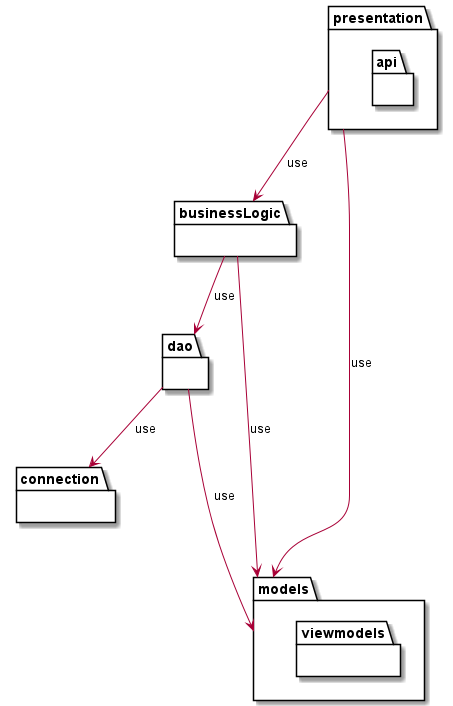 presentation
api
use
businessLogic
use
dao
use
use
use
connection
use
models
viewmodels